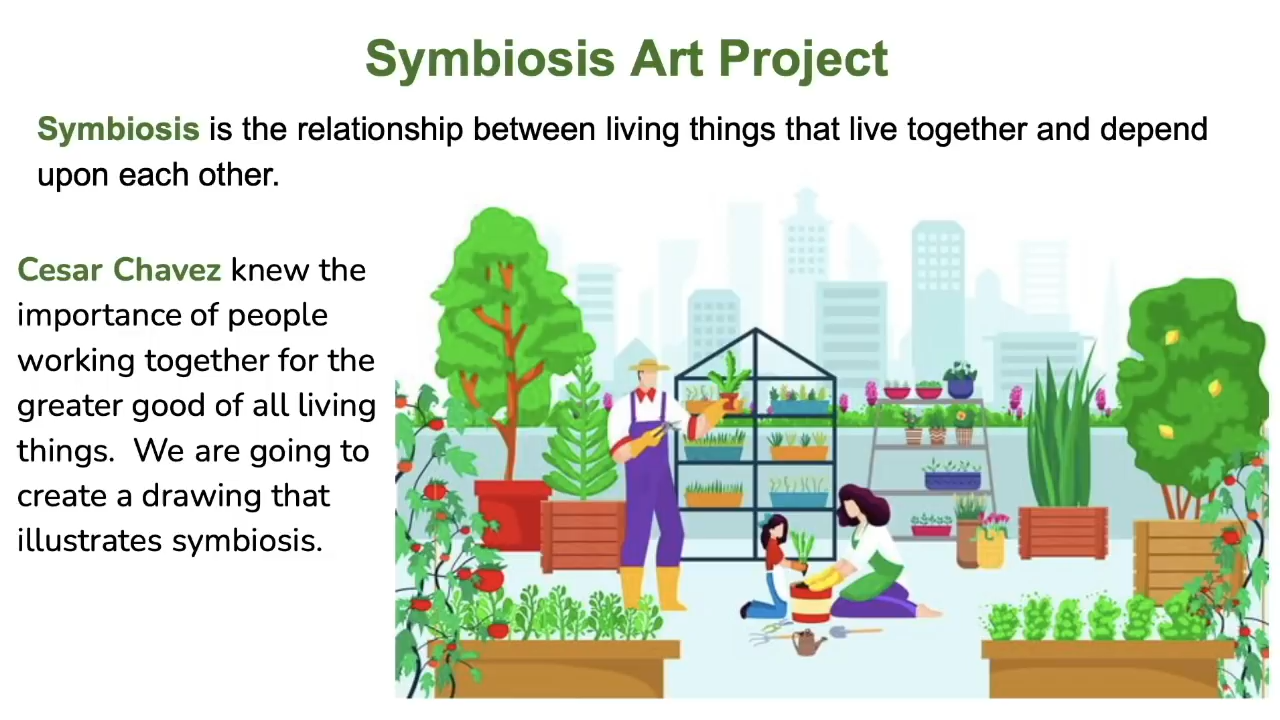 Symbiosis Art Project
Symbiosis is the relationship between living things that live together and depend
upon each other.
Cesar Chavez knew the
importance of people
working together for the
greater good of all living
things.  We are going to
create a drawing that
illustrates symbiosis.